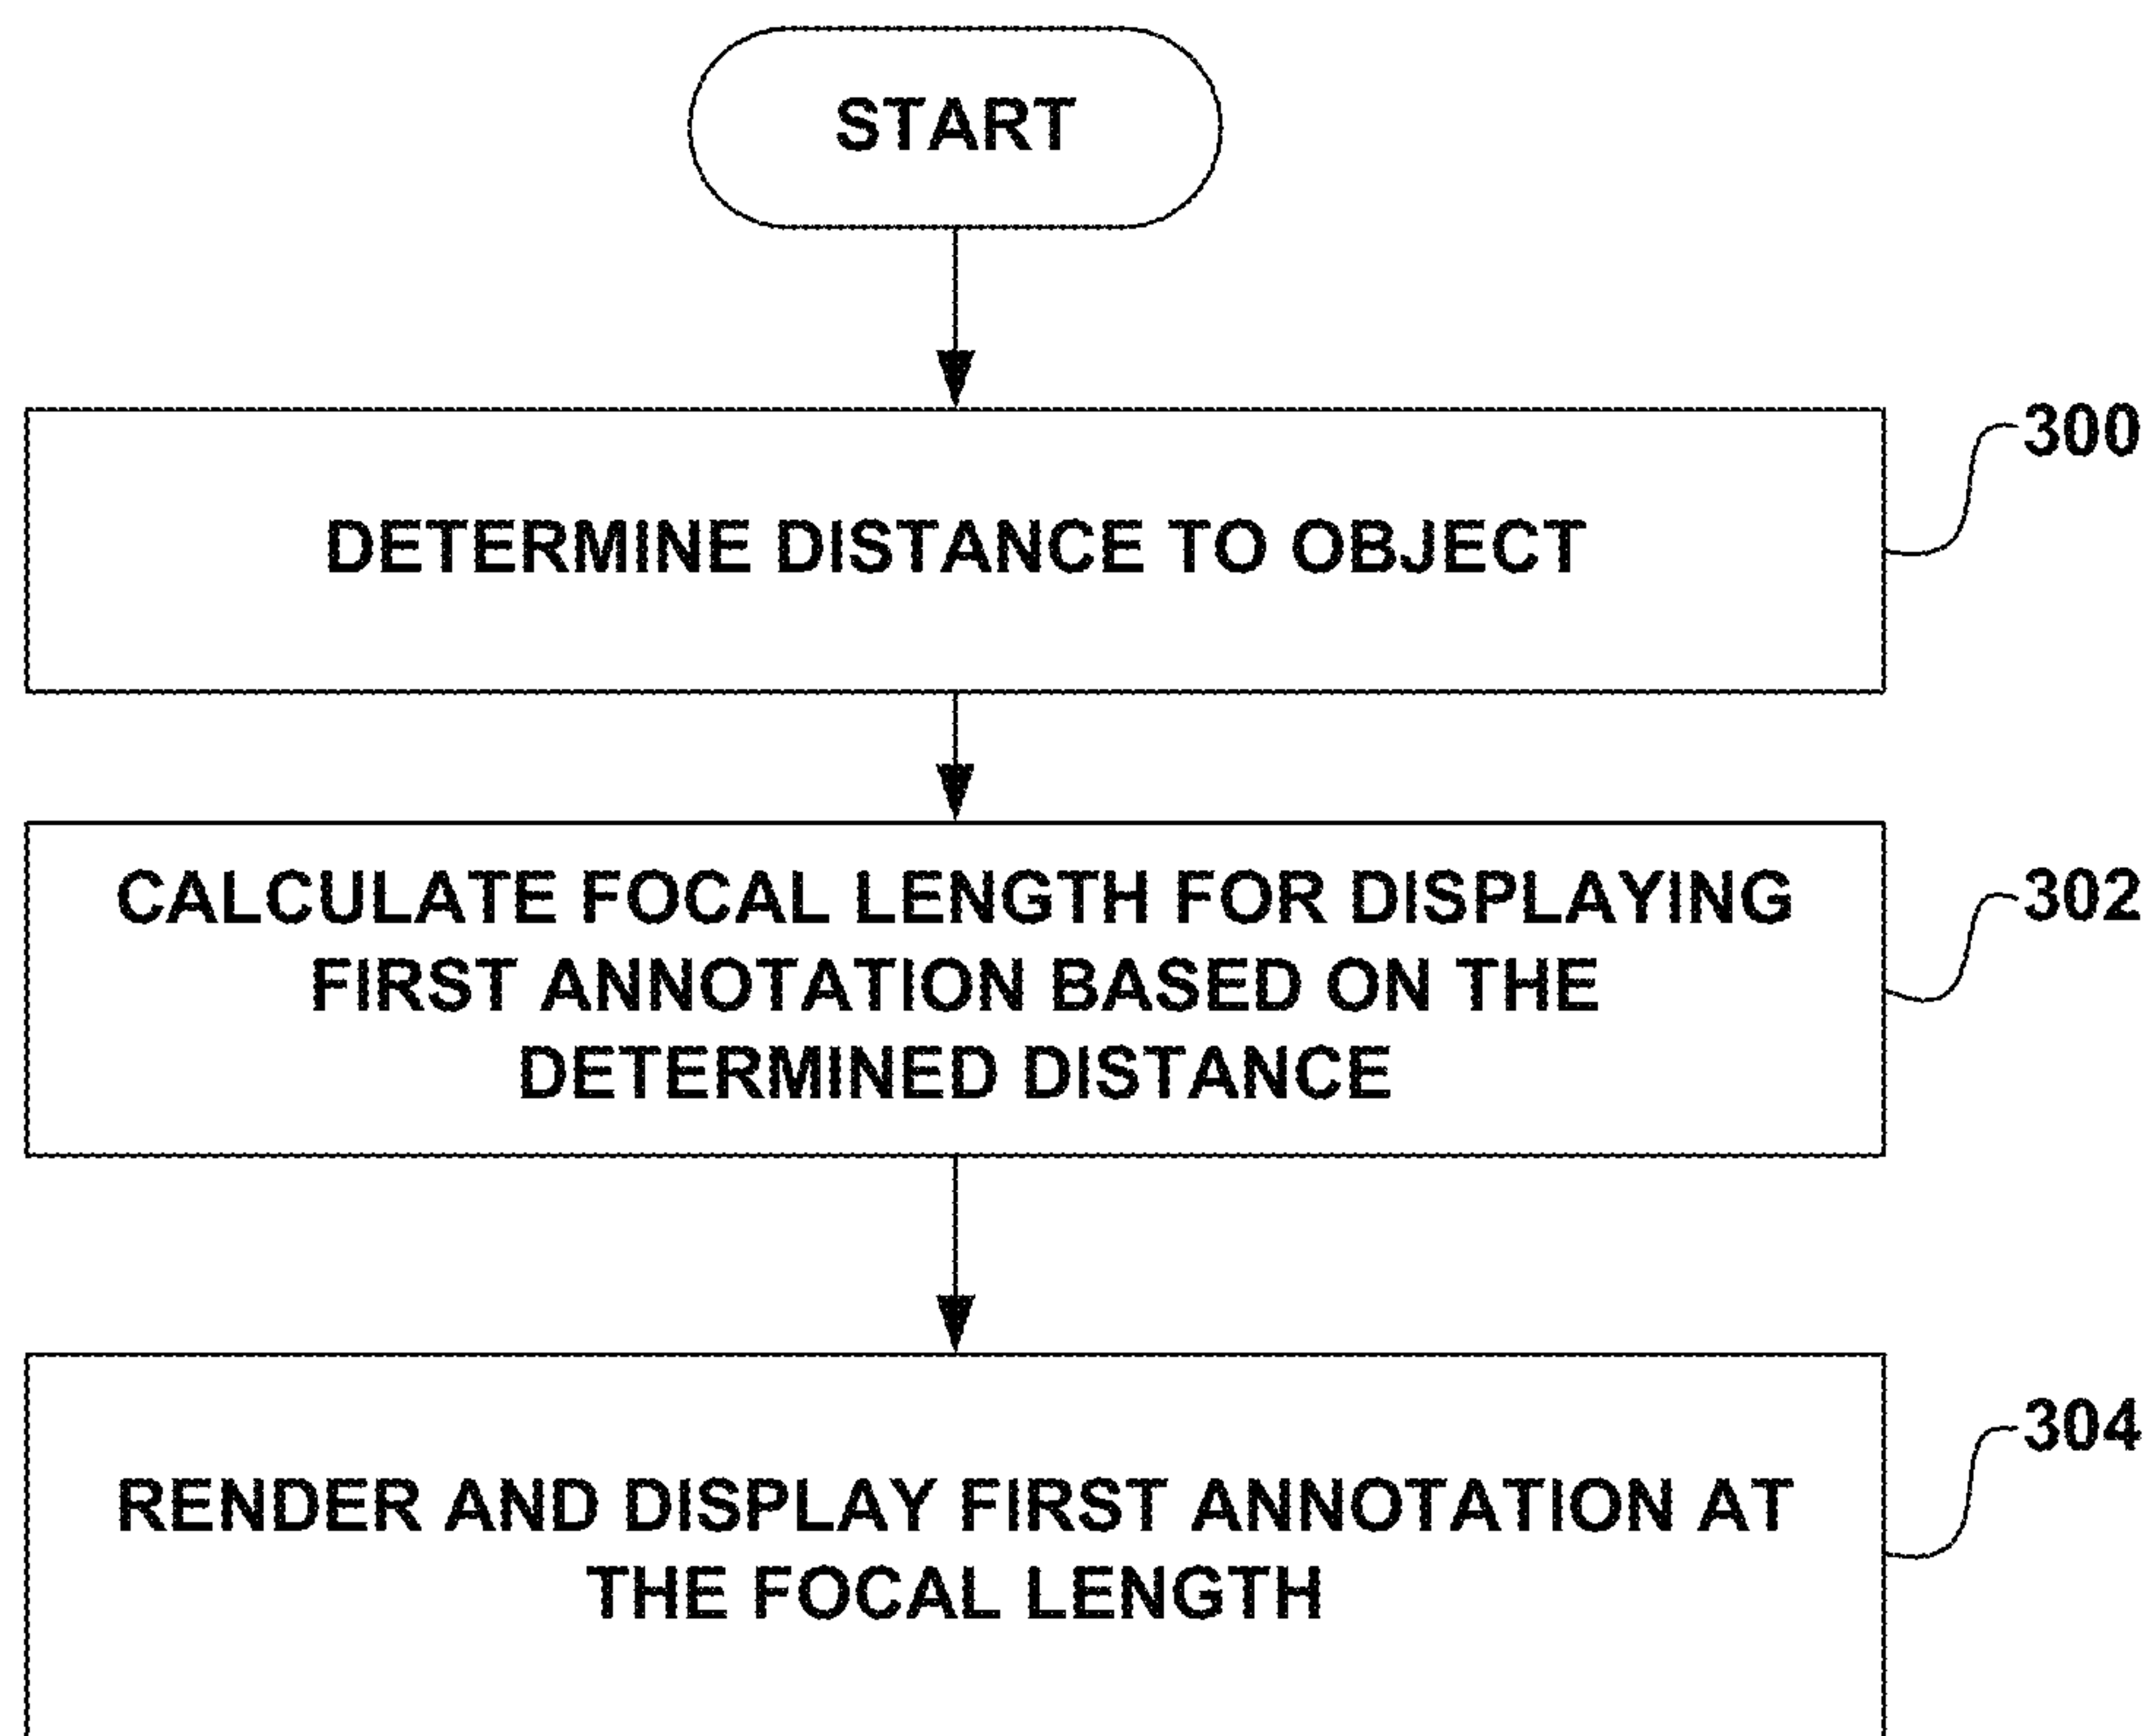 START
300
DETERMINE DISTANCE TO OBJECT
302
CALCULATE FOCAL LENGTH FOR DISPLAYING
FIRST ANNOTATION BASED ON THE
DETERMINED DISTANCE
304
RENDER AND DISPLAY FIRST ANNOTATION AT
THE FOCAL LENGTH